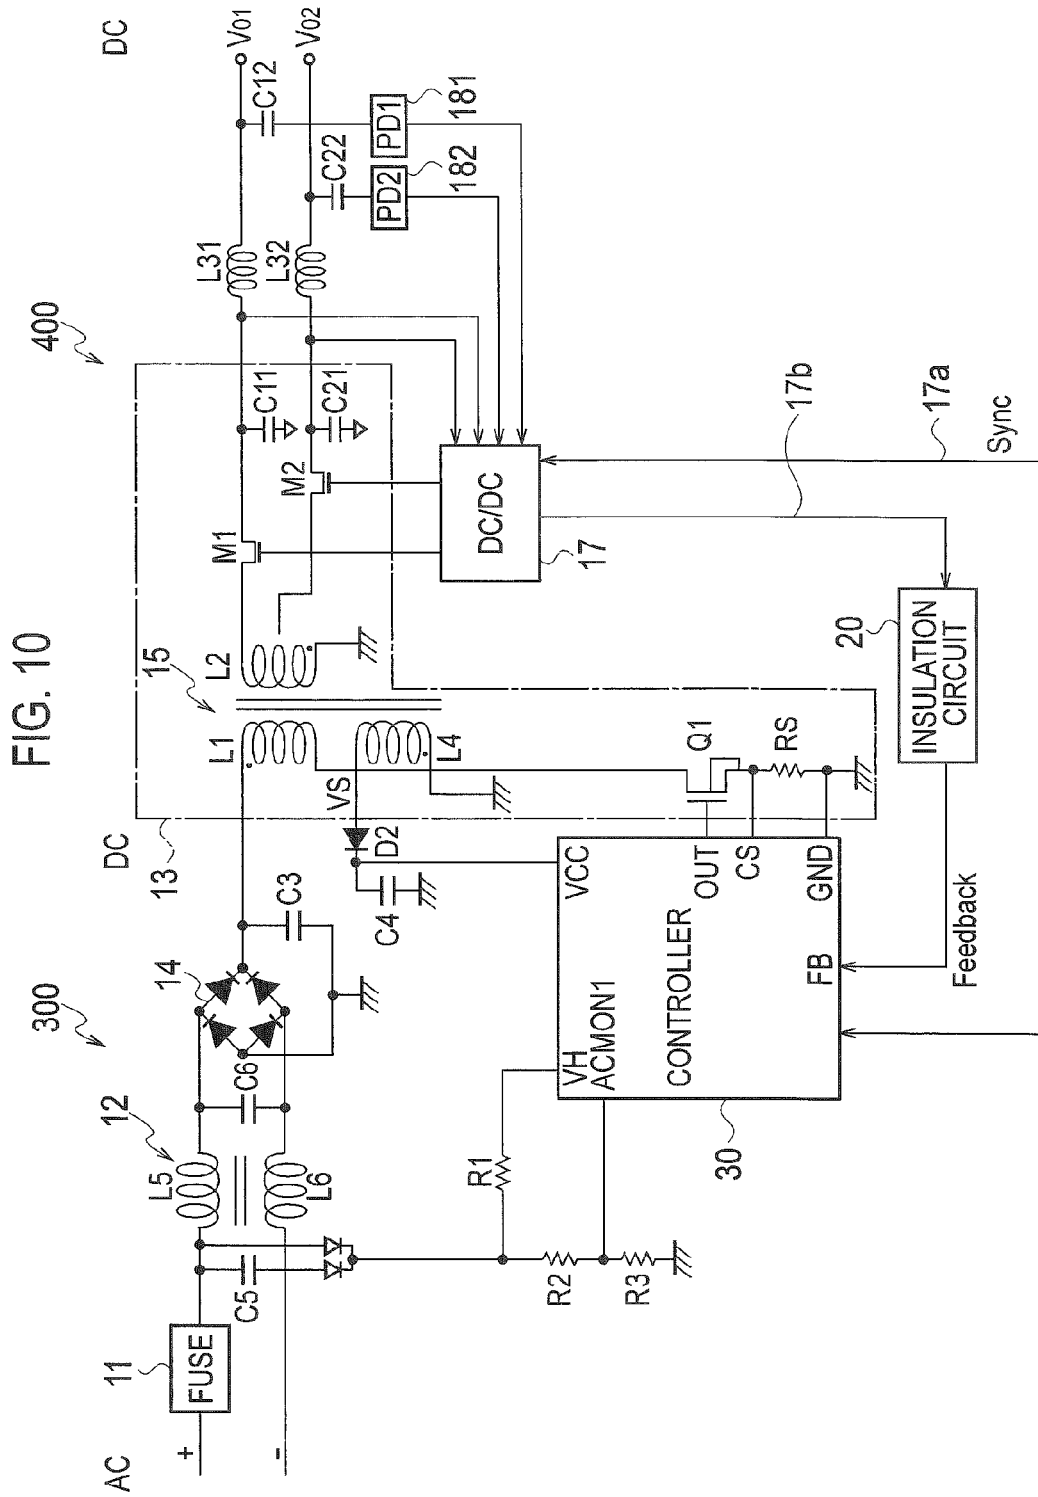 FIG. 10
300
400
AC
DC
DC
+
-
11
FUSE
12
L5
L6
C5
C6
14
C3
13
15
L1
L2
L4
VS
D2
C4
M1
M2
C11
C21
L31
L32
C12
C22
V01
V02
PD1
181
PD2
182
DC/DC
17
17b
17a
Sync
20
INSULATION
CIRCUIT
Feedback
Q1
RS
R1
R2
R3
30
CONTROLLER
VH
ACMON1
VCC
OUT
CS
GND
FB